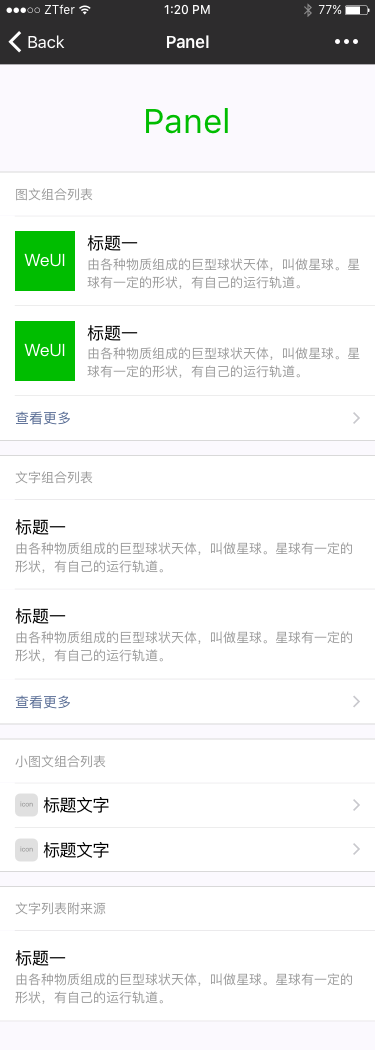 ZTfer 1:20 PM 77%
Back Panel
Panel
图文组合列表
WeUI
标题一
由各种物质组成的巨型球状天体，叫做星球。星
球有一定的形状，有自己的运行轨道。
WeUI
标题一
由各种物质组成的巨型球状天体，叫做星球。星
球有一定的形状，有自己的运行轨道。
查看更多
文字组合列表
标题一
由各种物质组成的巨型球状天体，叫做星球。星球有一定的
形状，有自己的运行轨道。
标题一
由各种物质组成的巨型球状天体，叫做星球。星球有一定的
形状，有自己的运行轨道。
查看更多
小图文组合列表
icon 标题文字
icon 标题文字
文字列表附来源
标题一
由各种物质组成的巨型球状天体，叫做星球。星球有一定的
形状，有自己的运行轨道。